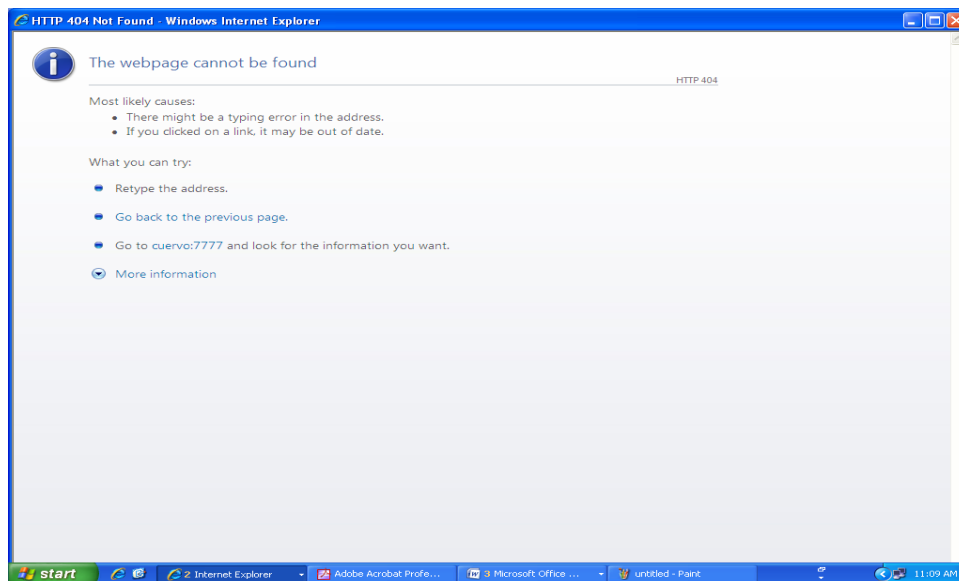 HTTP 404 Not Found - Windows Internet Explorer
The webpage cannot be found
HTTP 404
Most likely causes:
• There might be a typing error in the address.
• If you clicked on a link, it may be out of date.
What you can try:
Retype the address.
Go back to the previous page.
Go to cuervo:7777 and look for the information you want.
More information
start 2 Internet Explorer Adobe Acrobat Profe... 3 Microsoft Office ... untitled - Paint 11:09 AM